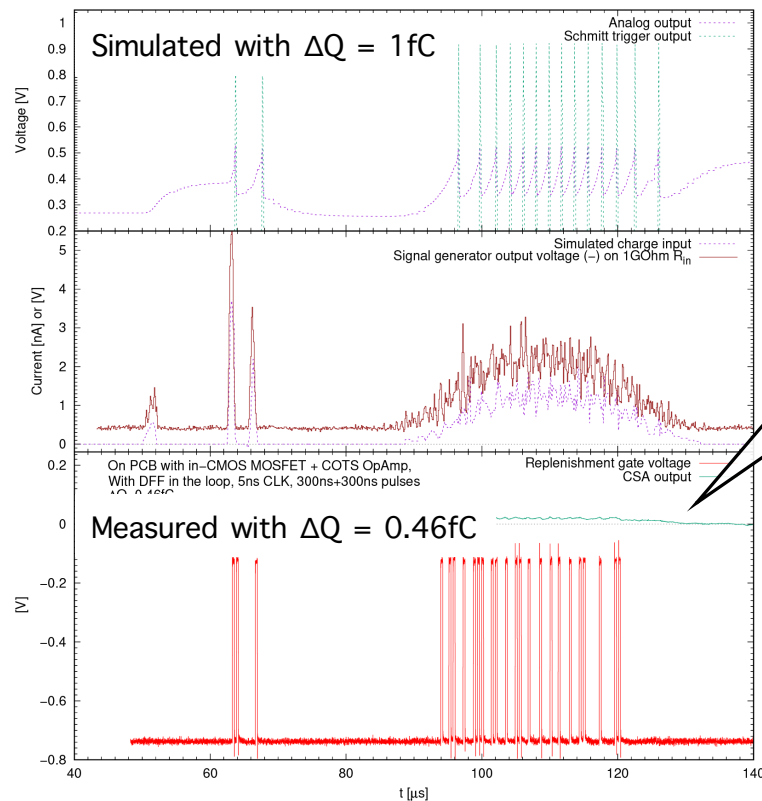 Simulated with ΔQ = 1fC
Analog output
Schmitt trigger output
Voltage [V]
1
0.9
0.8
0.7
0.6
0.5
0.4
0.3
0.2
Simulated charge input
Signal generator output voltage (−) on 1GOhm Rin
Current [nA] or [V]
5
4
3
2
1
0
On PCB with in-CMOS MOSFET + COTS OpAmp,
With DFF in the loop, 5ns CLK, 300ns+300ns pulses
Replenishment gate voltage
CSA output
Measured with ΔQ = 0.46fC
[V]
0.2
0
−0.2
−0.4
−0.6
−0.8
40 60 80 100 120 140
t [μs]